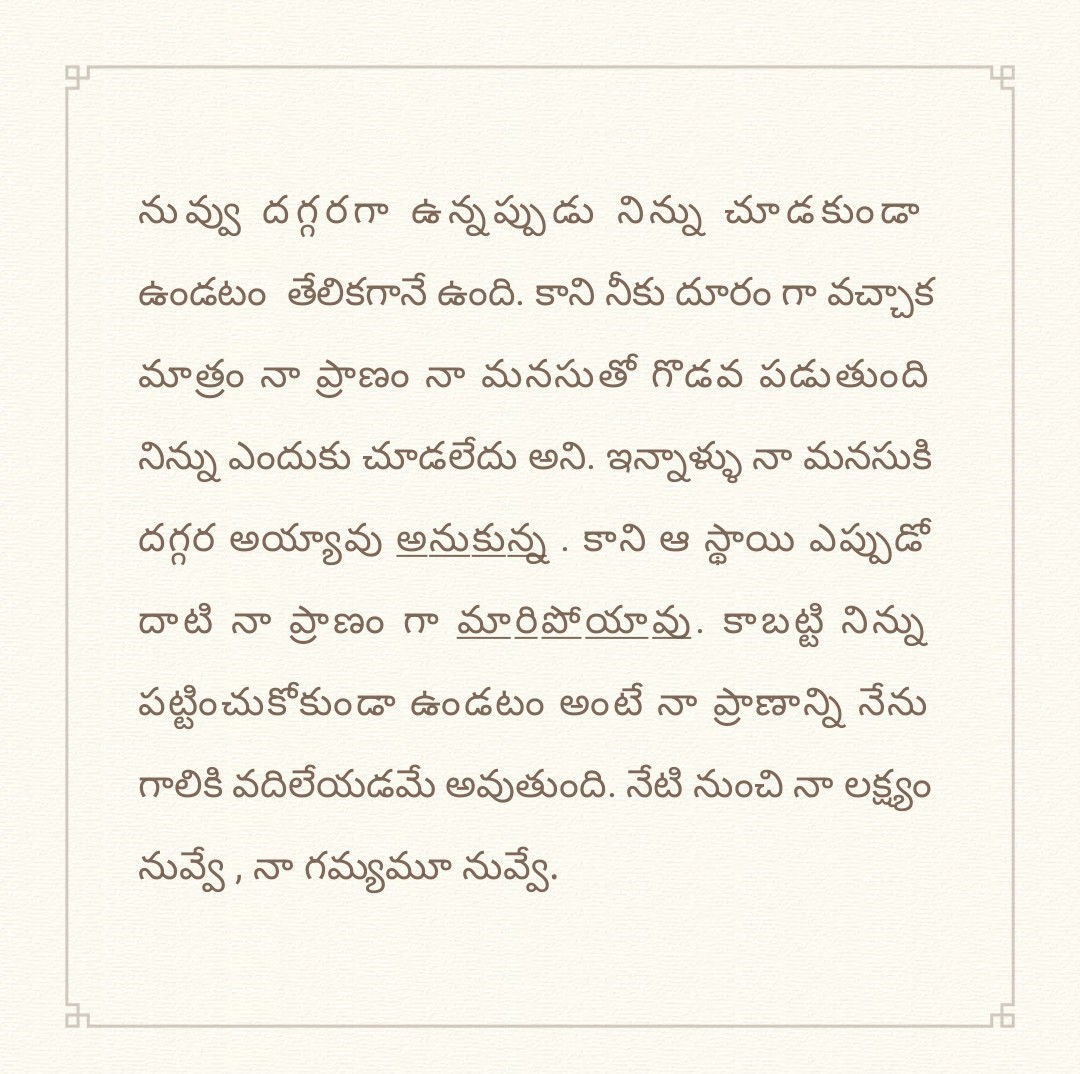 నువ్వు దగ్గరగా ఉన్నప్పుడు నిన్ను చూడకుండా
ఉండటం తేలికగానే ఉంది. కాని నీకు దూరం గా వచ్చాక
మాత్రం నా ప్రాణం నా మనసుతో గొడవ పడుతుంది
నిన్ను ఎందుకు చూడలేదు అని. ఇన్నాళ్ళు నా మనసుకి
దగ్గర అయ్యావు అనుకున్న . కాని ఆ స్థాయి ఎప్పుడో
దాటి నా ప్రాణం గా మారిపోయావు. కాబట్టి నిన్ను
పట్టించుకోకుండా ఉండటం అంటే నా ప్రాణాన్ని నేను
గాలికి వదిలేయడమే అవుతుంది. నేటి నుంచి నా లక్ష్యం
నువ్వే , నా గమ్యమూ నువ్వే.